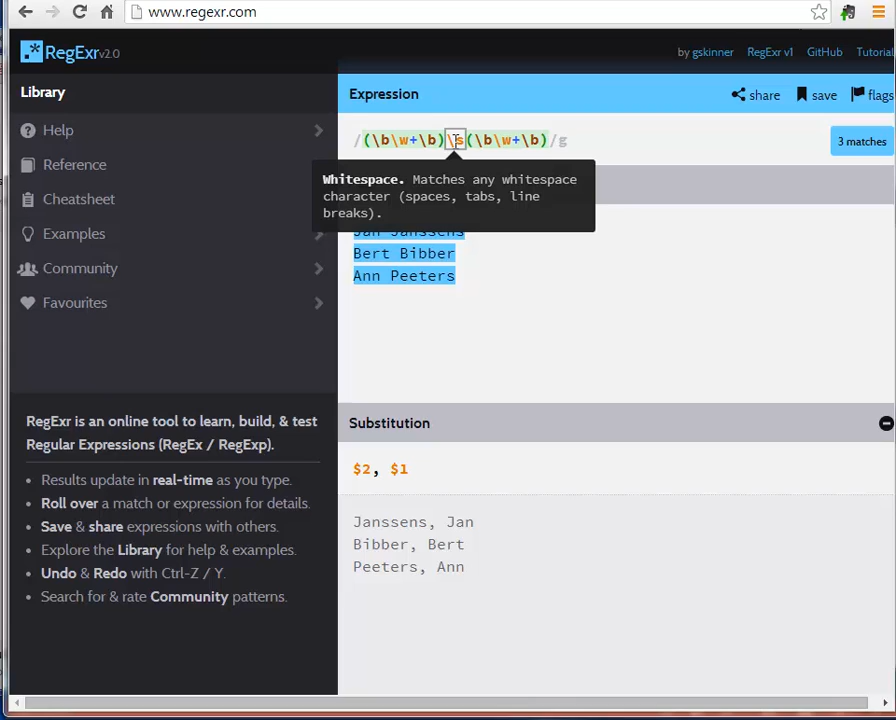 www.regexr.com
.* RegExr v2.0
by gskinner RegExr v1 GitHub Tutorial
Library
Help
Reference
Cheatsheet
Examples
Community
Favourites
RegExr is an online tool to learn, build, & test
Regular Expressions (RegEx / RegExp).
• Results update in real-time as you type.
• Roll over a match or expression for details.
• Save & share expressions with others.
• Explore the Library for help & examples.
• Undo & Redo with Ctrl-Z / Y.
• Search for & rate Community patterns.
Expression
share save flags
/(\b\w+\b)\s(\b\w+\b)/g
3 matches
Whitespace. Matches any whitespace
character (spaces, tabs, line
breaks).
Jan Janssens
Bert Bibber
Ann Peeters
Substitution
$2, $1
Janssens, Jan
Bibber, Bert
Peeters, Ann